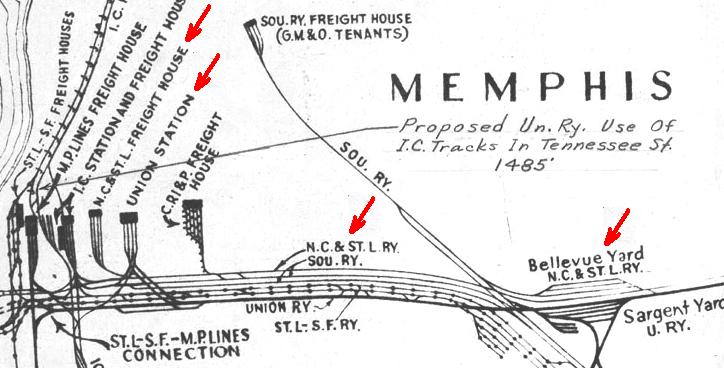 SOU. RY. FREIGHT HOUSE
(G.M.& O. TENANTS)
MEMPHIS
Proposed Un. Ry. Use Of
I.C. Tracks In Tennessee St.
1485'
ST.L-S.F. FREIGHT HOUSES
I.C.
M.P. LINES FREIGHT HOUSE
I.C. STATION AND FREIGHT HOUS
N.C.& ST.L. FREIGHT HOUSE
UNION STATION
C.R.I.& P. FREIGHT
HOUSE
SOU. RY.
N.C.& ST. L. RY.
SOU. RY.
Bellevue Yard
N.C.& ST. L. RY.
UNION RY.
ST. L.- S.F. RY.
Sargent Yard
U. RY.
ST.L-S.F.-M.P. LINES
CONNECTION